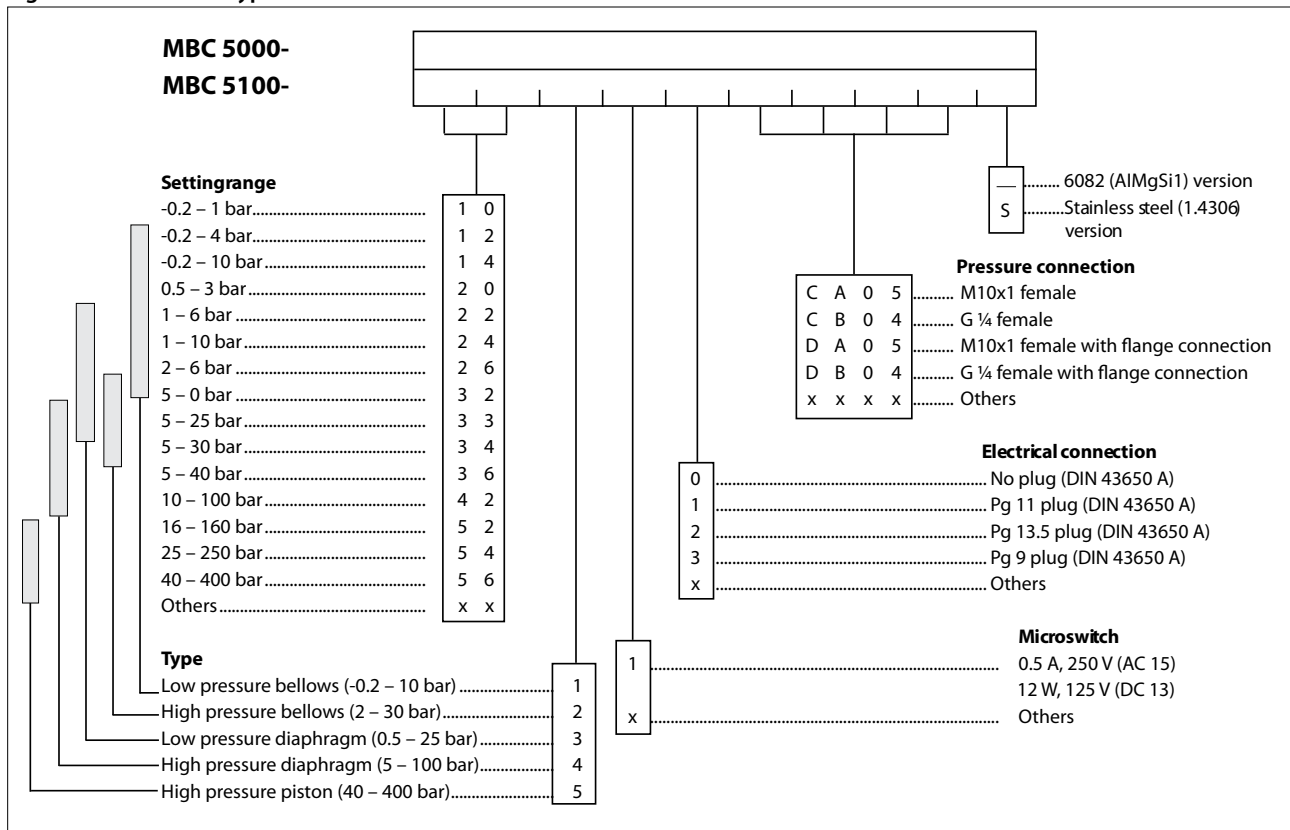 MBC 5000-
MBC 5100-
Settingrange
-0.2 – 1 bar 1 0
-0.2 – 4 bar 1 2
-0.2 – 10 bar 1 4
0.5 – 3 bar 2 0
1 – 6 bar 2 2
1 – 10 bar 2 4
2 – 6 bar 2 6
5 – 0 bar 3 2
5 – 25 bar 3 3
5 – 30 bar 3 4
5 – 40 bar 3 6
10 – 100 bar 4 2
16 – 160 bar 5 2
25 – 250 bar 5 4
40 – 400 bar 5 6
Others x x
Type
Low pressure bellows (-0.2 – 10 bar) 1
High pressure bellows (2 – 30 bar) 2
Low pressure diaphragm (0.5 – 25 bar) 3
High pressure diaphragm (5 – 100 bar) 4
High pressure piston (40 – 400 bar) 5
— 6082 (AlMgSi1) version
S Stainless steel (1.4306)
version
Pressure connection
C A 0 5 M10x1 female
C B 0 4 G ¼ female
D A 0 5 M10x1 female with flange connection
D B 0 4 G ¼ female with flange connection
x x x x Others
Electrical connection
0 No plug (DIN 43650 A)
1 Pg 11 plug (DIN 43650 A)
2 Pg 13.5 plug (DIN 43650 A)
3 Pg 9 plug (DIN 43650 A)
x Others
Microswitch
1 0.5 A, 250 V (AC 15)
12 W, 125 V (DC 13)
x Others